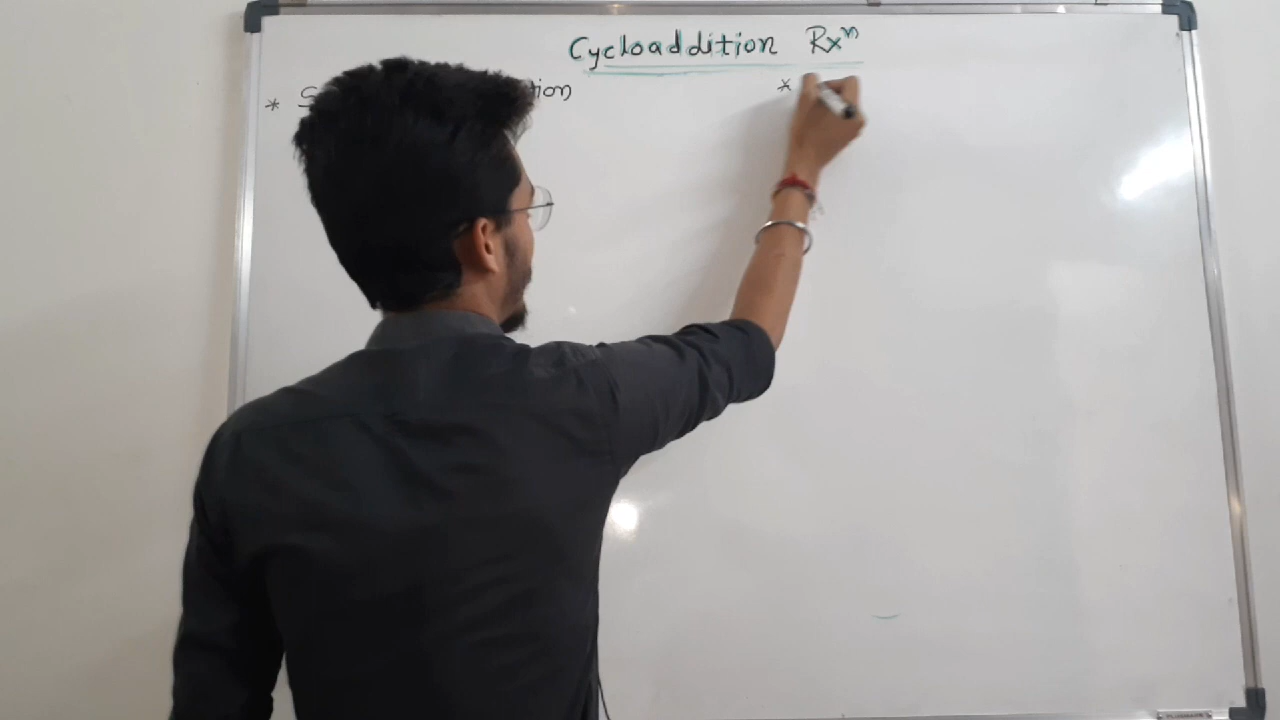 Cycloaddition Rxⁿ
* S tion
*